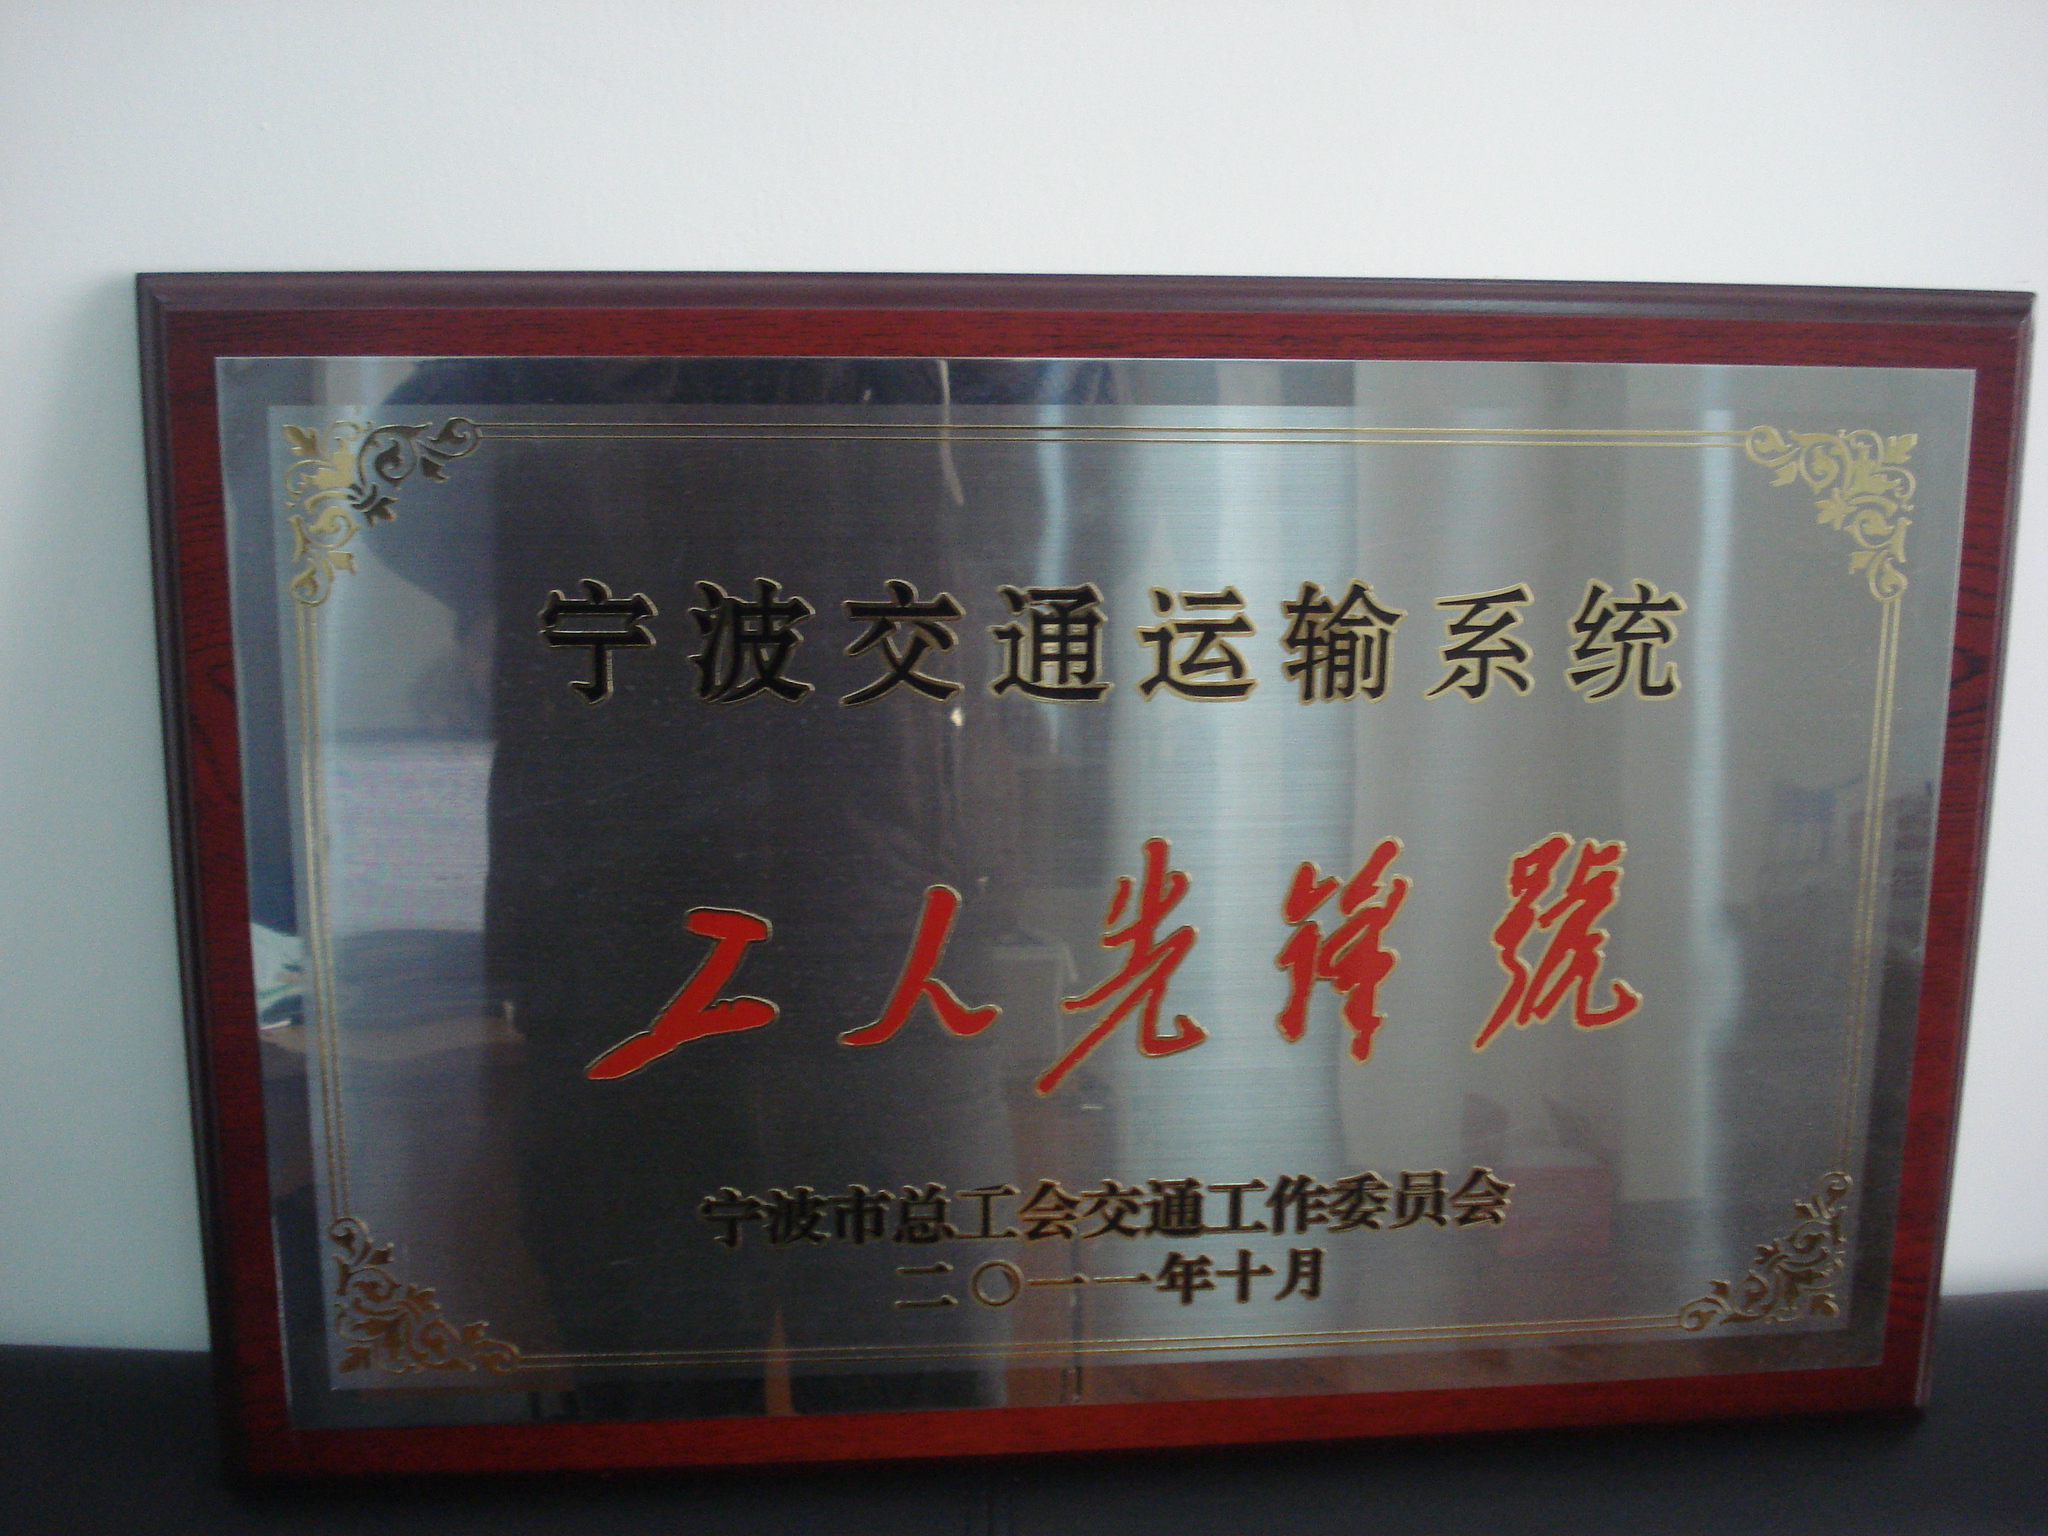 宁波交通运输系统
工人先锋號
宁波市总工会交通工作委员会
二〇一一年十月